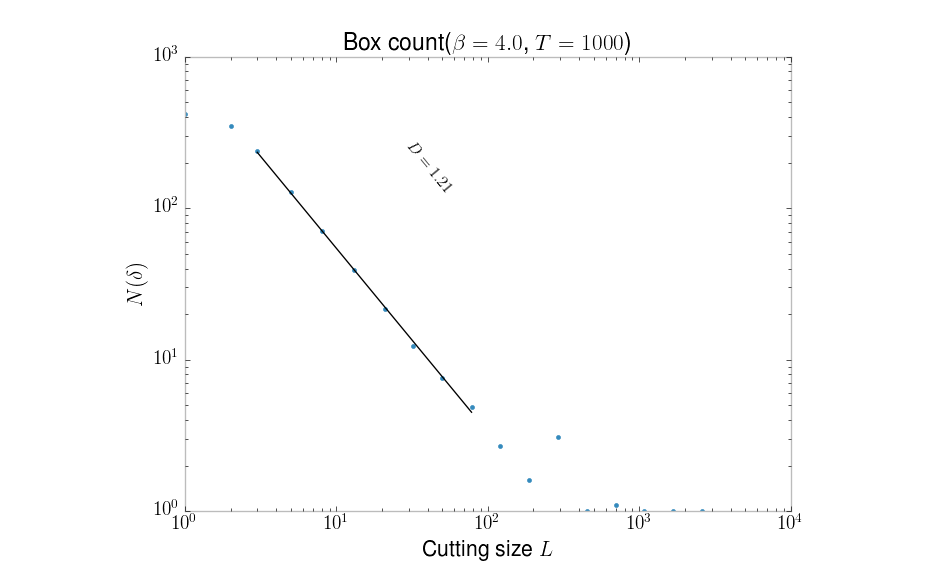 Box count(β = 4.0, T = 1000)
10³
10²
10¹
10⁰
N(δ)
D = 1.21
10⁰ 10¹ 10² 10³ 10⁴
Cutting size L